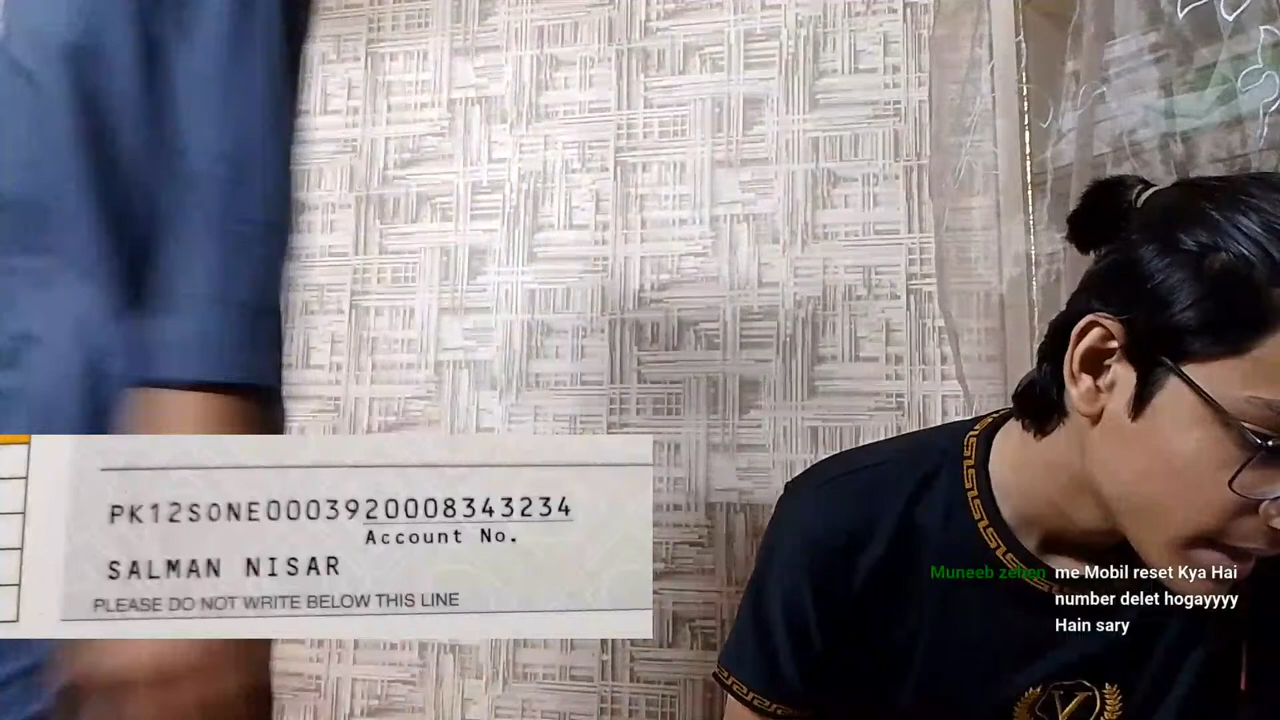 PK12SONE0003920008343234
Account No.
SALMAN NISAR
PLEASE DO NOT WRITE BELOW THIS LINE
Muneeb zehen me Mobil reset Kya Hai
number delet hogayyyy
Hain sary